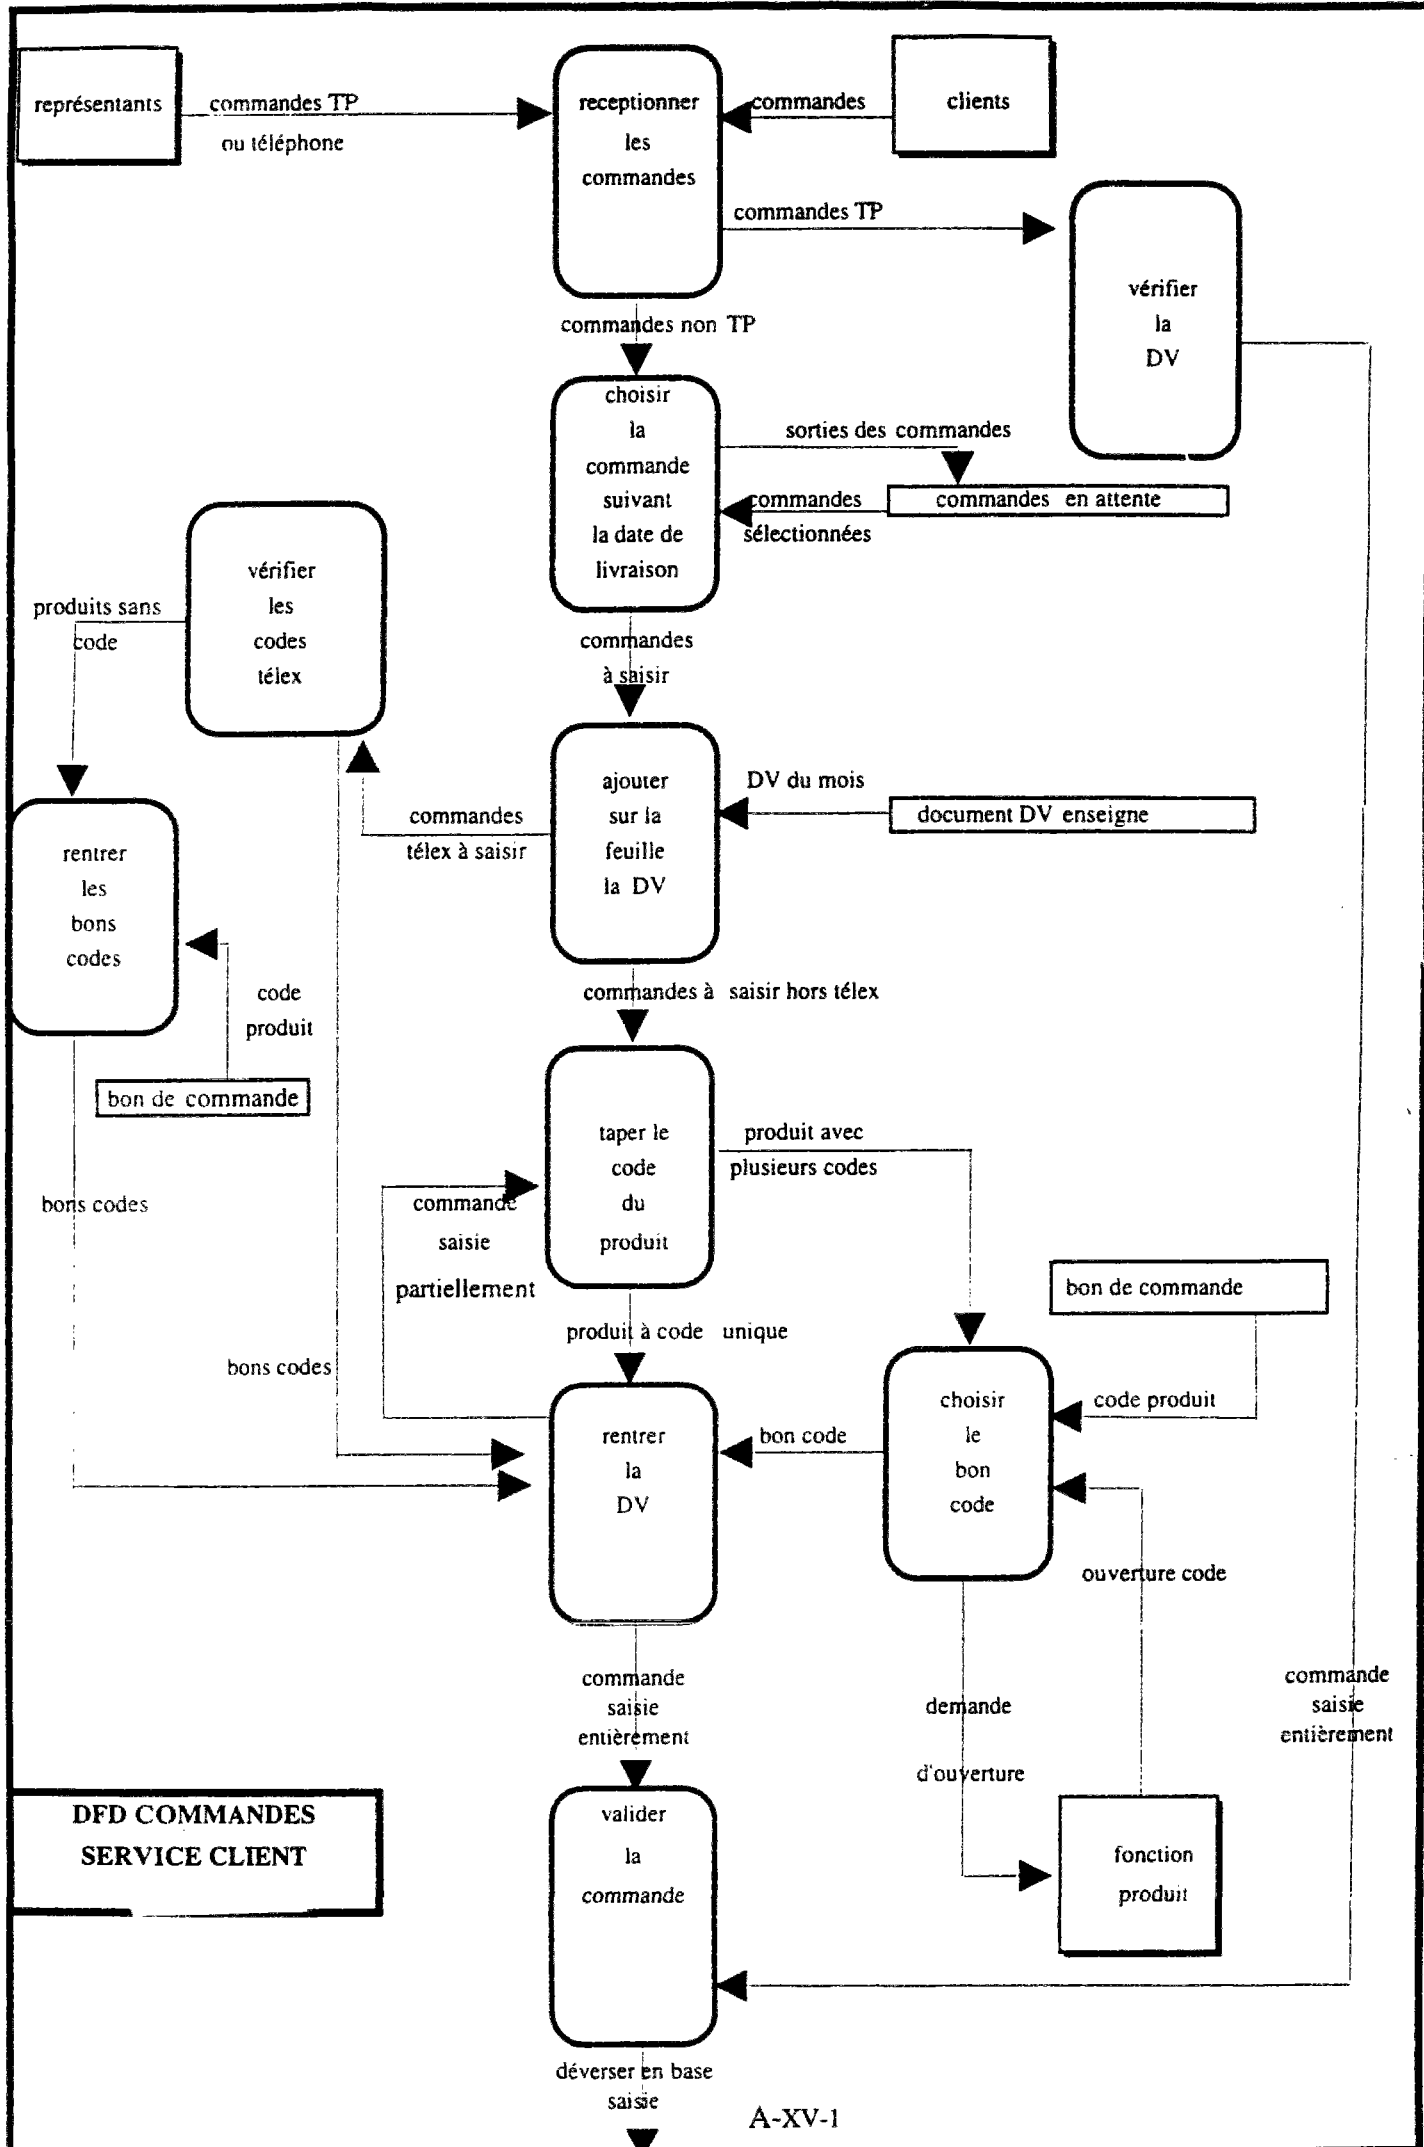 représentants
commandes TP
ou téléphone
receptionner
les
commandes
commandes
clients
commandes TP
vérifier
la
DV
commandes non TP
choisir
la
commande
suivant
la date de
livraison
sorties des commandes
commandes en attente
commandes
sélectionnées
vérifier
les
codes
télex
produits sans
code
commandes
à saisir
ajouter
sur la
feuille
la DV
DV du mois
document DV enseigne
commandes
télex à saisir
rentrer
les
bons
codes
code
produit
bon de commande
commandes à saisir hors télex
taper le
code
du
produit
produit avec
plusieurs codes
bons codes
commande
saisie
partiellement
bon de commande
produit à code unique
bons codes
rentrer
la
DV
bon code
choisir
le
bon
code
code produit
ouverture code
commande
saisie
entièrement
demande
d'ouverture
commande
saisie
entièrement
DFD COMMANDES
SERVICE CLIENT
valider
la
commande
fonction
produit
déverser en base
saisie
A-XV-1